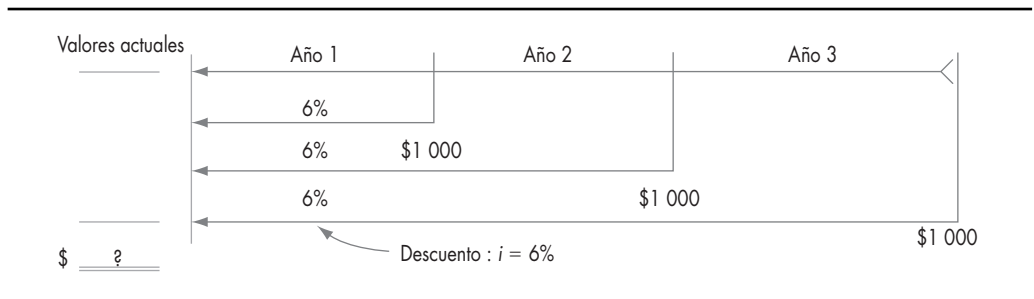 Valores actuales
Año 1 Año 2 Año 3
6%
6% $1 000
6% $1 000
$1 000
Descuento : i = 6%
$ ?